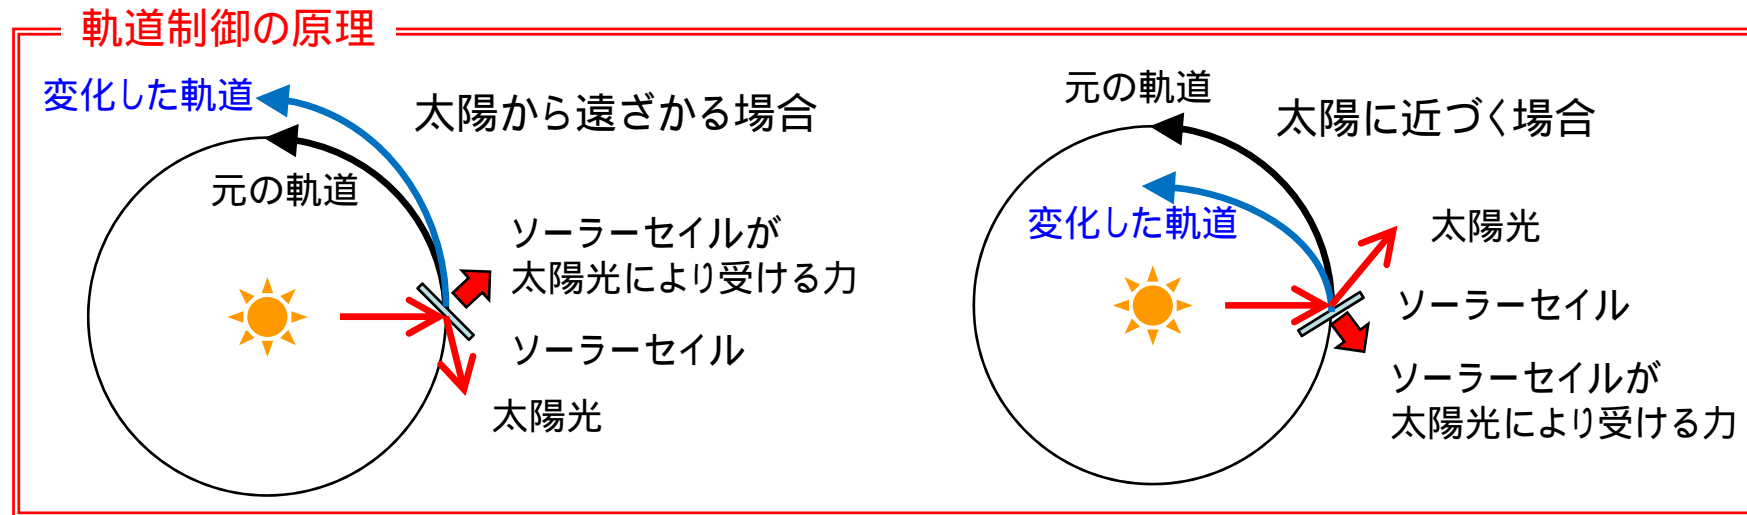 軌道制御の原理
変化した軌道
太陽から遠ざかる場合
元の軌道
ソーラーセイルが
太陽光により受ける力
ソーラーセイル
太陽光
元の軌道
太陽に近づく場合
変化した軌道
太陽光
ソーラーセイル
ソーラーセイルが
太陽光により受ける力